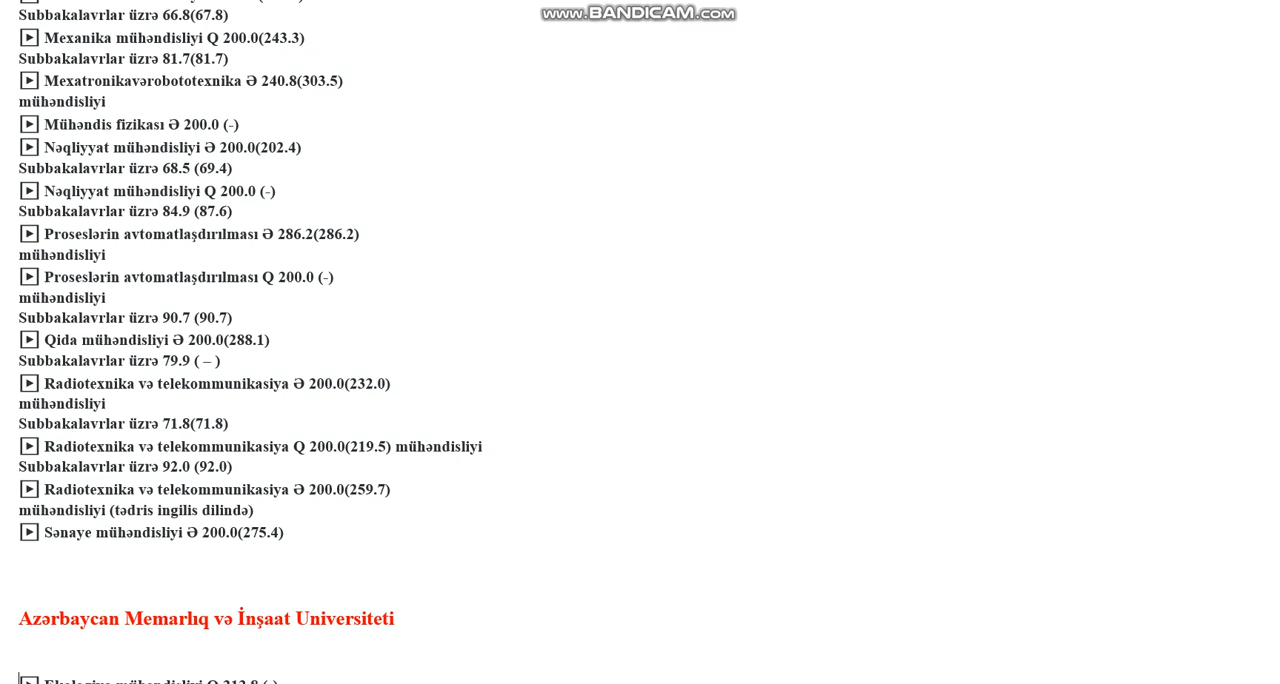 www.BANDICAM.com
Subbakalavrlar üzrə 66.8(67.8)
Mexanika mühəndisliyi Q 200.0(243.3)
Subbakalavrlar üzrə 81.7(81.7)
Mexatronikavərobototexnika Ə 240.8(303.5)
mühəndisliyi
Mühəndis fizikası Ə 200.0 (-)
Nəqliyyat mühəndisliyi Ə 200.0(202.4)
Subbakalavrlar üzrə 68.5 (69.4)
Nəqliyyat mühəndisliyi Q 200.0 (-)
Subbakalavrlar üzrə 84.9 (87.6)
Proseslərin avtomatlaşdırılması Ə 286.2(286.2)
mühəndisliyi
Proseslərin avtomatlaşdırılması Q 200.0 (-)
mühəndisliyi
Subbakalavrlar üzrə 90.7 (90.7)
Qida mühəndisliyi Ə 200.0(288.1)
Subbakalavrlar üzrə 79.9 ( – )
Radiotexnika və telekommunikasiya Ə 200.0(232.0)
mühəndisliyi
Subbakalavrlar üzrə 71.8(71.8)
Radiotexnika və telekommunikasiya Q 200.0(219.5) mühəndisliyi
Subbakalavrlar üzrə 92.0 (92.0)
Radiotexnika və telekommunikasiya Ə 200.0(259.7)
mühəndisliyi (tədris ingilis dilində)
Sənaye mühəndisliyi Ə 200.0(275.4)
Azərbaycan Memarlıq və İnşaat Universiteti
Ekologiya mühəndisliyi Q 212.8 (-)